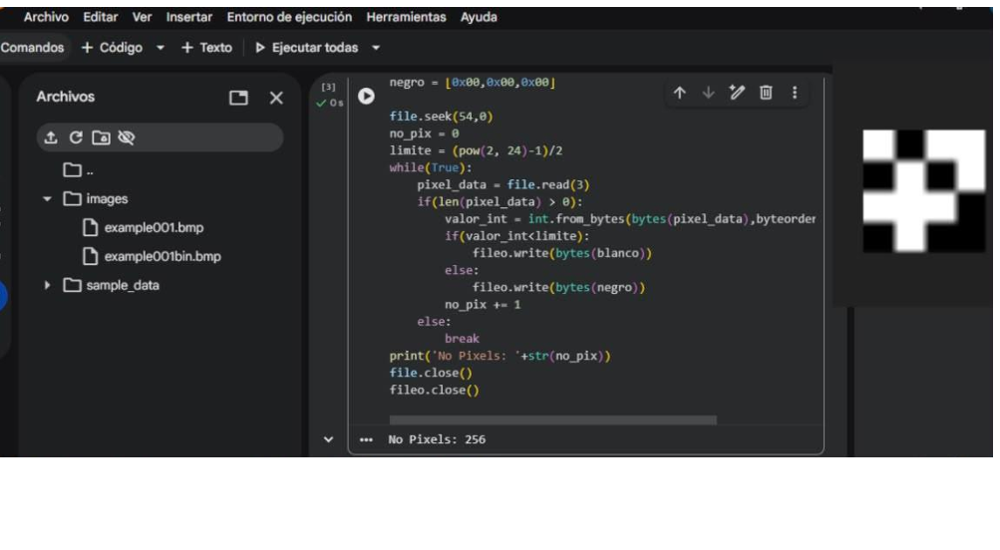 Archivo Editar Ver Insertar Entorno de ejecución Herramientas Ayuda
Comandos + Código + Texto Ejecutar todas
Archivos
..
images
example001.bmp
example001bin.bmp
sample_data
[3]
0 s
negro = [0x00,0x00,0x00]
file.seek(54,0)
no_pix = 0
limite = (pow(2, 24)-1)/2
while(True):
pixel_data = file.read(3)
if(len(pixel_data) > 0):
valor_int = int.from_bytes(bytes(pixel_data),byteorder
if(valor_int<limite):
fileo.write(bytes(blanco))
else:
fileo.write(bytes(negro))
no_pix += 1
else:
break
print('No Pixels: '+str(no_pix))
file.close()
fileo.close()
No Pixels: 256